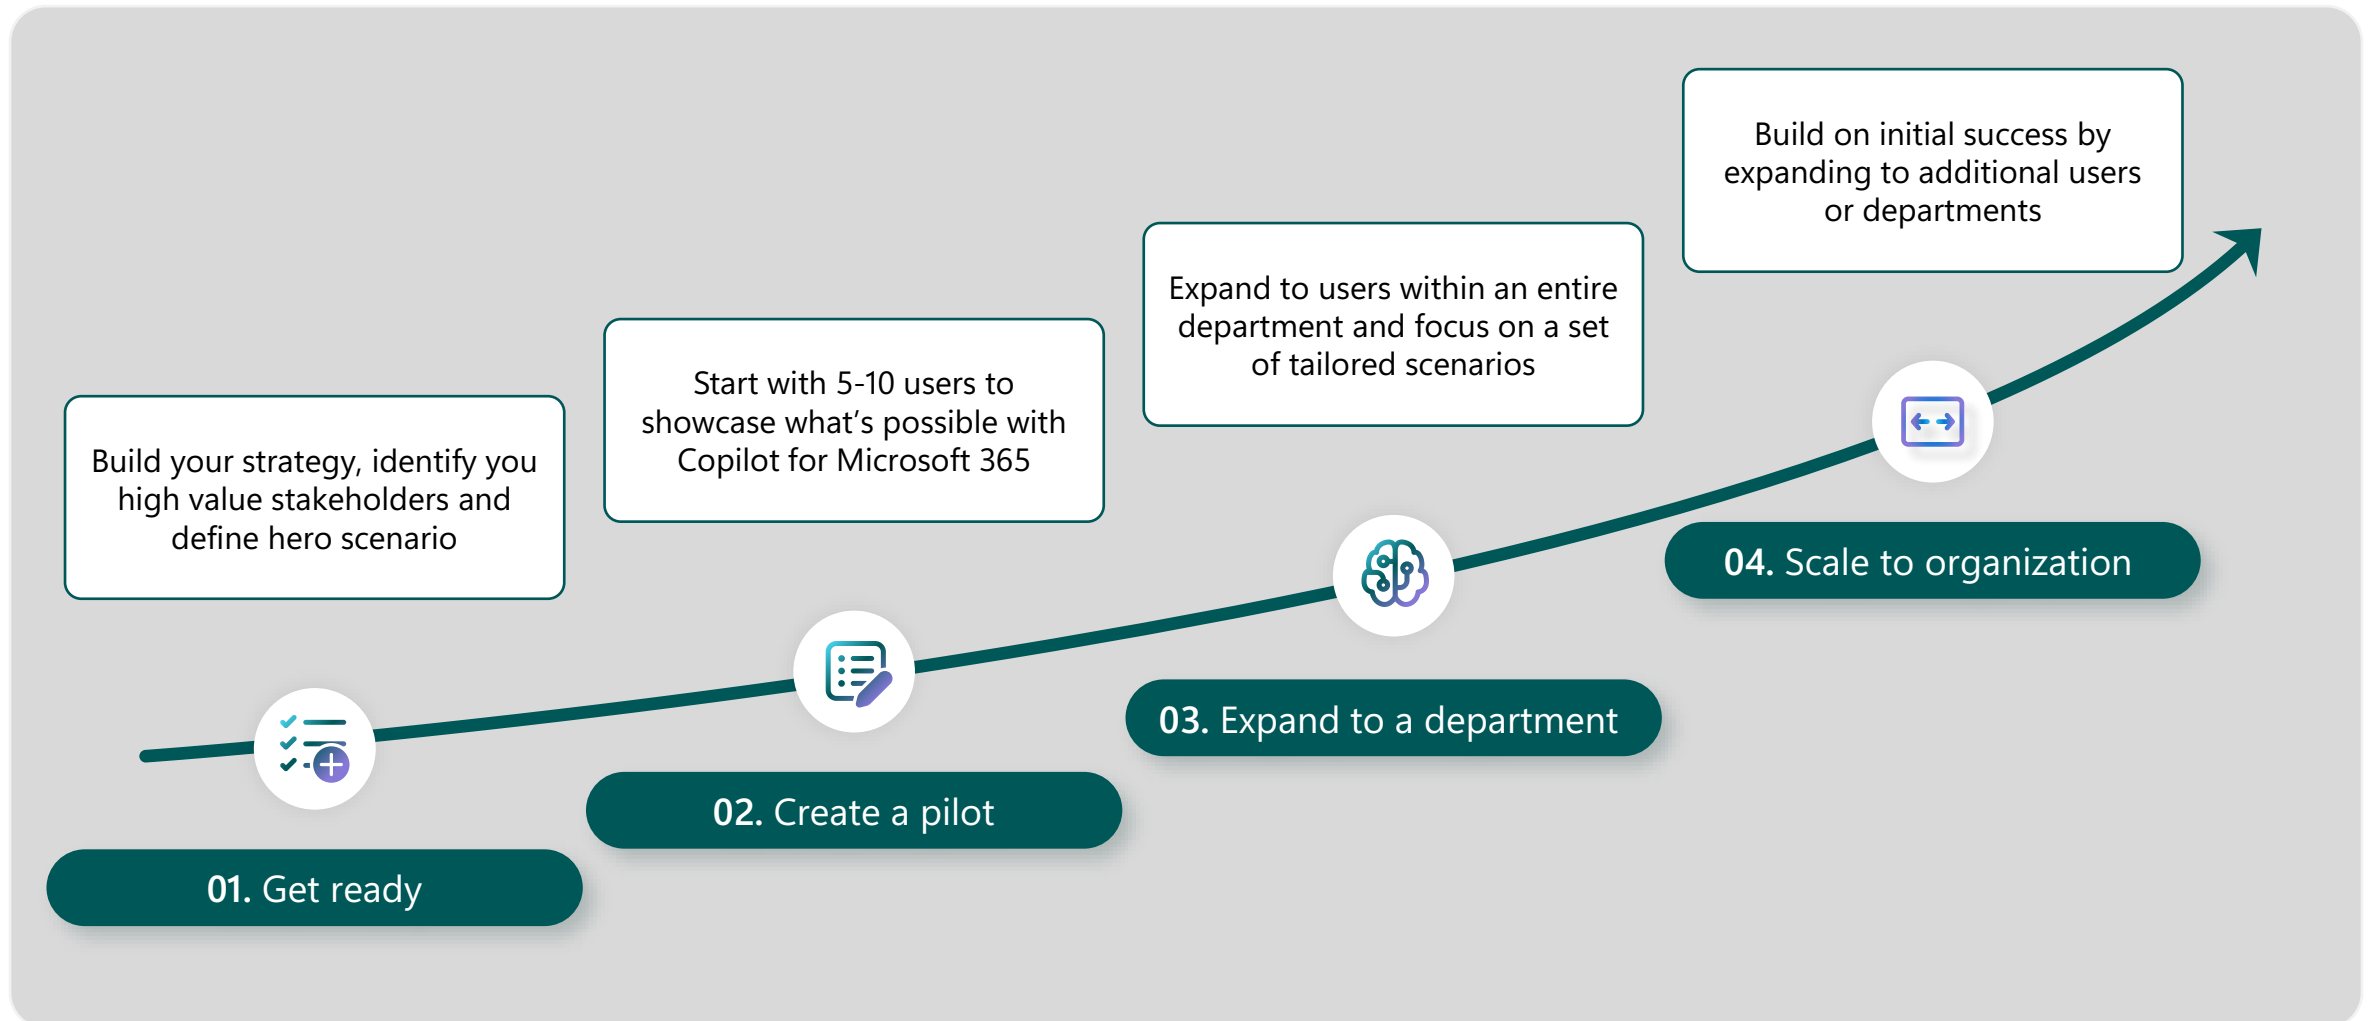 Build your strategy, identify you
high value stakeholders and
define hero scenario
01. Get ready
Start with 5-10 users to
showcase what’s possible with
Copilot for Microsoft 365
02. Create a pilot
Expand to users within an entire
department and focus on a set
of tailored scenarios
03. Expand to a department
Build on initial success by
expanding to additional users
or departments
04. Scale to organization